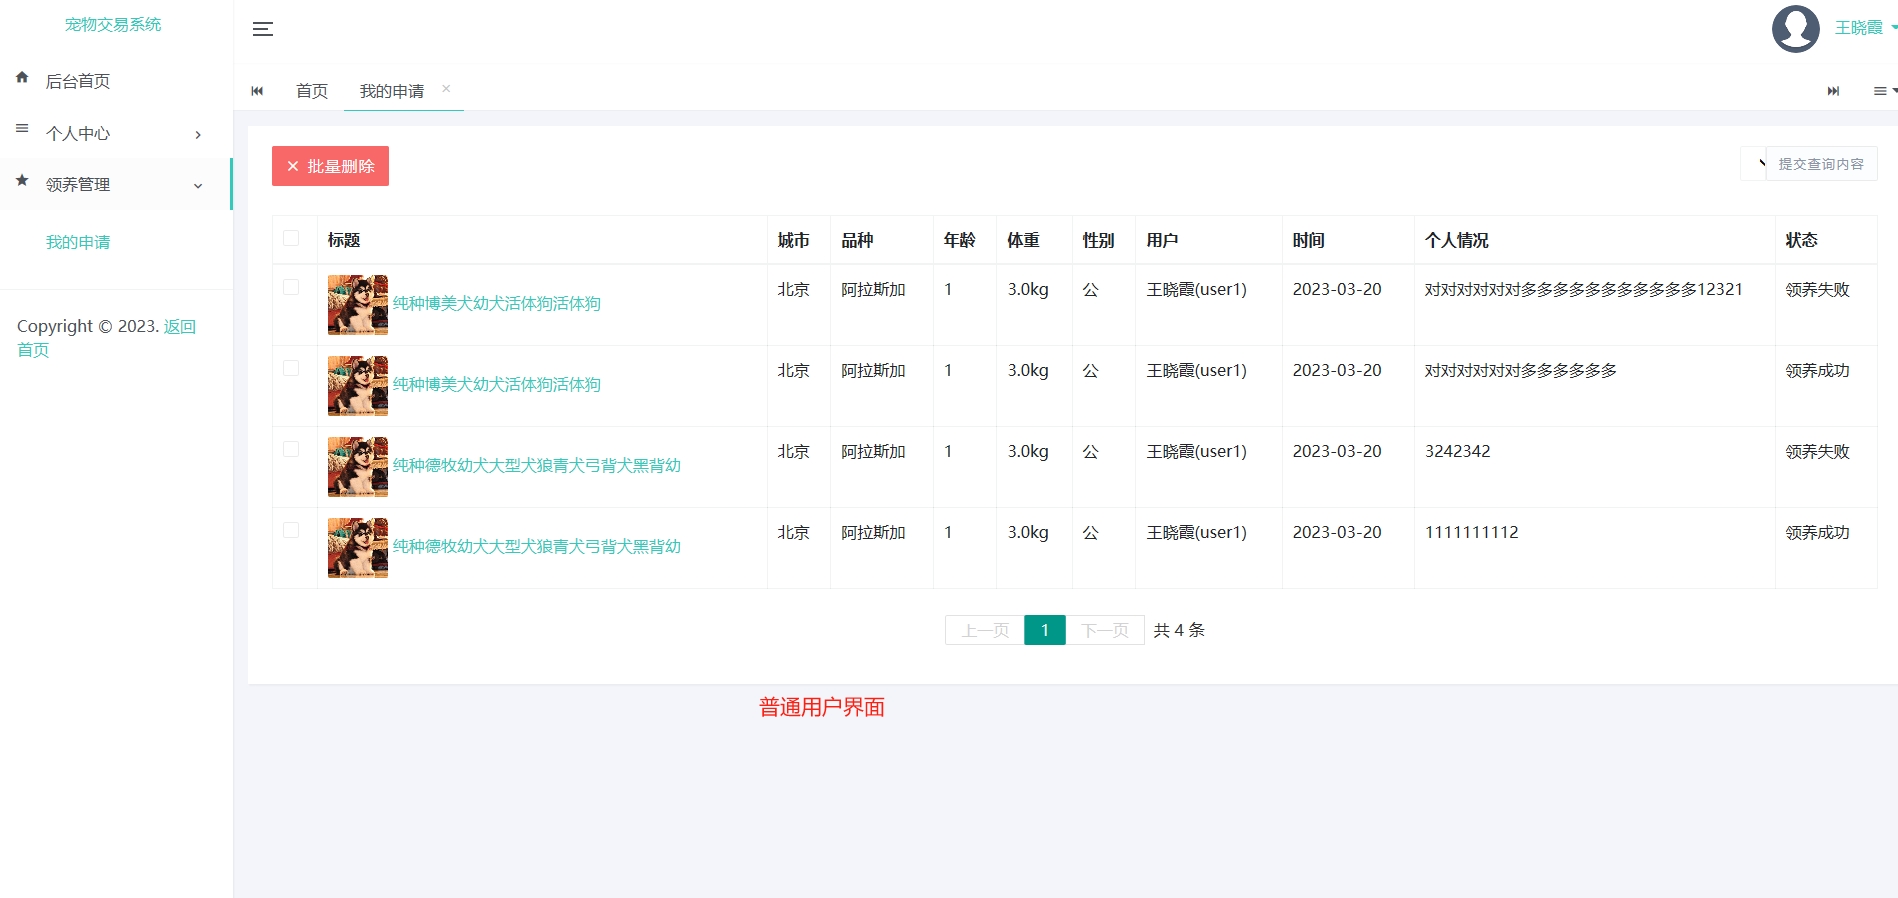 宠物交易系统
王晓霞
后台首页
个人中心
领养管理
我的申请
Copyright © 2023. 返回
首页
首页 我的申请
批量删除
提交查询内容
标题 城市 品种 年龄 体重 性别 用户 时间 个人情况 状态
纯种博美犬幼犬活体狗活体狗 北京 阿拉斯加 1 3.0kg 公 王晓霞(user1) 2023-03-20 对对对对对对多多多多多多多多多多多12321 领养失败
纯种博美犬幼犬活体狗活体狗 北京 阿拉斯加 1 3.0kg 公 王晓霞(user1) 2023-03-20 对对对对对对多多多多多多 领养成功
纯种德牧幼犬大型犬狼青犬弓背犬黑背幼 北京 阿拉斯加 1 3.0kg 公 王晓霞(user1) 2023-03-20 3242342 领养失败
纯种德牧幼犬大型犬狼青犬弓背犬黑背幼 北京 阿拉斯加 1 3.0kg 公 王晓霞(user1) 2023-03-20 1111111112 领养成功
上一页 1 下一页 共 4 条
普通用户界面